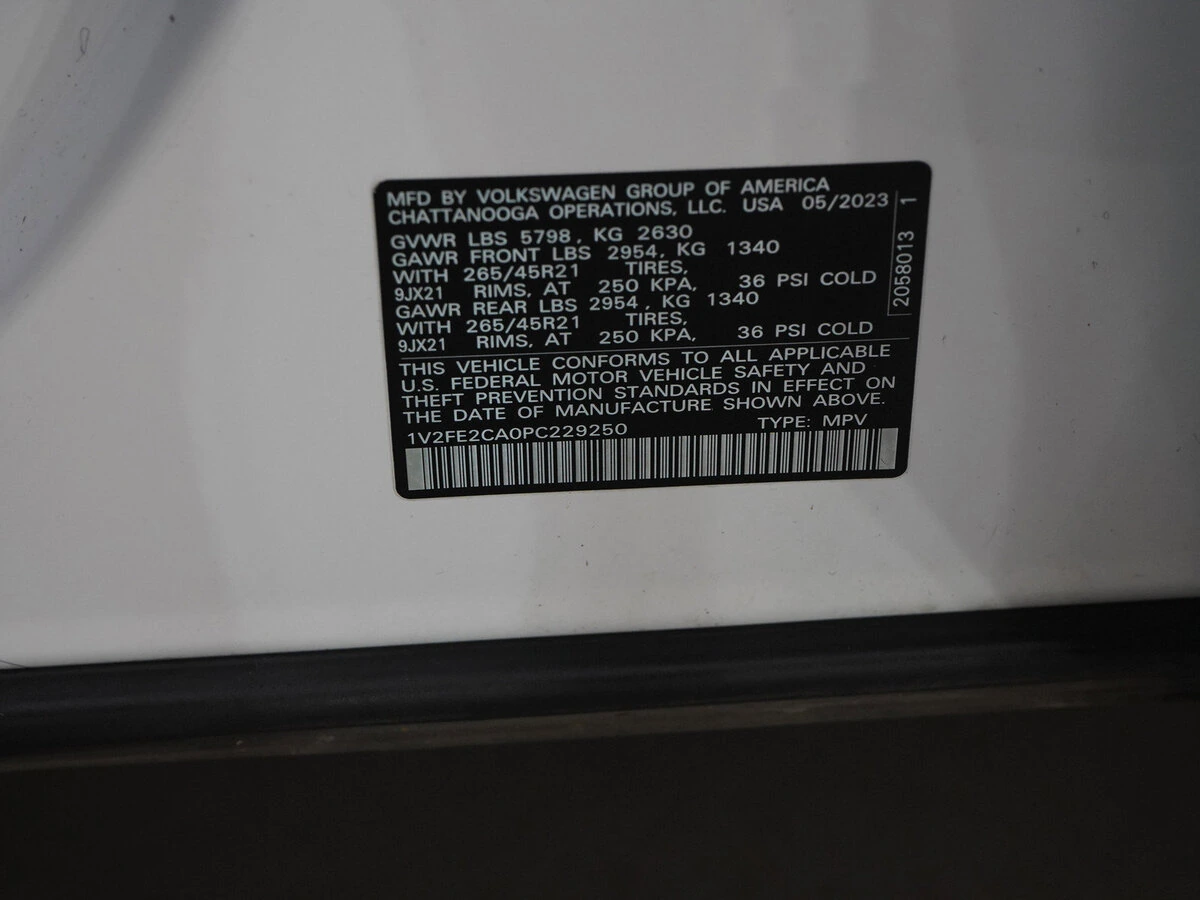 MFD BY VOLKSWAGEN GROUP OF AMERICA
CHATTANOOGA OPERATIONS, LLC. USA 05/2023
GVWR LBS 5798, KG 2630
GAWR FRONT LBS 2954, KG 1340
WITH 265/45R21 TIRES,
9JX21 RIMS, AT 250 KPA, 36 PSI COLD
GAWR REAR LBS 2954, KG 1340
WITH 265/45R21 TIRES,
9JX21 RIMS, AT 250 KPA, 36 PSI COLD
2058013 1
THIS VEHICLE CONFORMS TO ALL APPLICABLE
U.S. FEDERAL MOTOR VEHICLE SAFETY AND
THEFT PREVENTION STANDARDS IN EFFECT ON
THE DATE OF MANUFACTURE SHOWN ABOVE.
1V2FE2CA0PC229250 TYPE: MPV